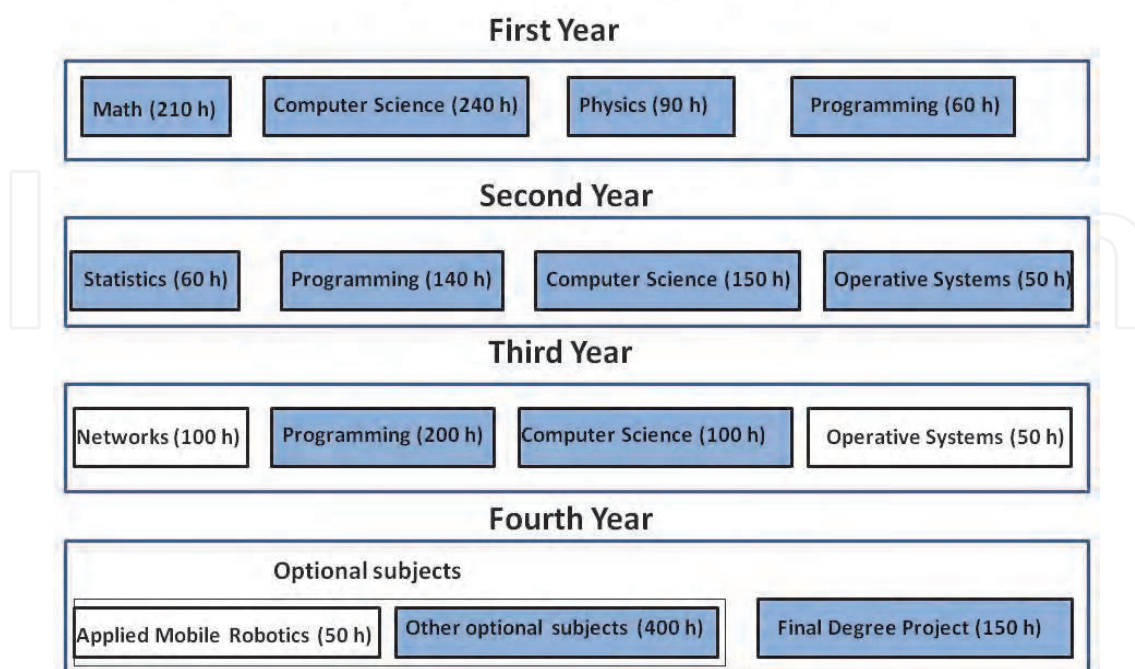 First Year
Math (210 h) Computer Science (240 h) Physics (90 h) Programming (60 h)
Second Year
Statistics (60 h) Programming (140 h) Computer Science (150 h) Operative Systems (50 h)
Third Year
Networks (100 h) Programming (200 h) Computer Science (100 h) Operative Systems (50 h)
Fourth Year
Optional subjects
Applied Mobile Robotics (50 h) Other optional subjects (400 h) Final Degree Project (150 h)